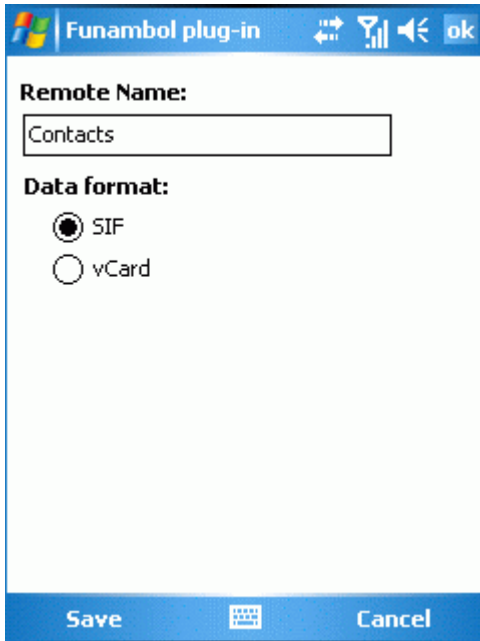 Funambol plug-in ok
Remote Name:
Contacts
Data format:
SIF
vCard
Save Cancel